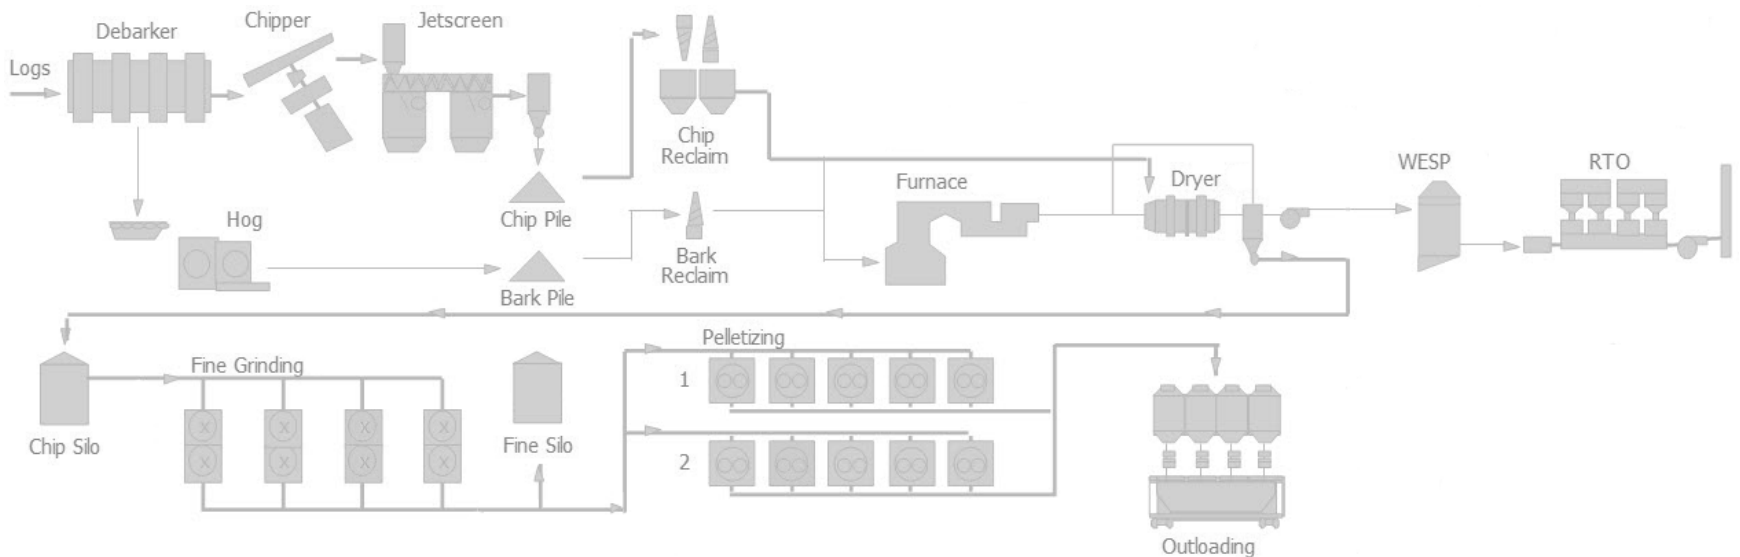 Logs
Debarker
Chipper
Jetscreen
Chip Pile
Chip
Reclaim
Hog
Bark Pile
Bark
Reclaim
Furnace
Dryer
WESP
RTO
Chip Silo
Fine Grinding
X X X X
X X X X
Fine Silo
Pelletizing
1
2
Outloading